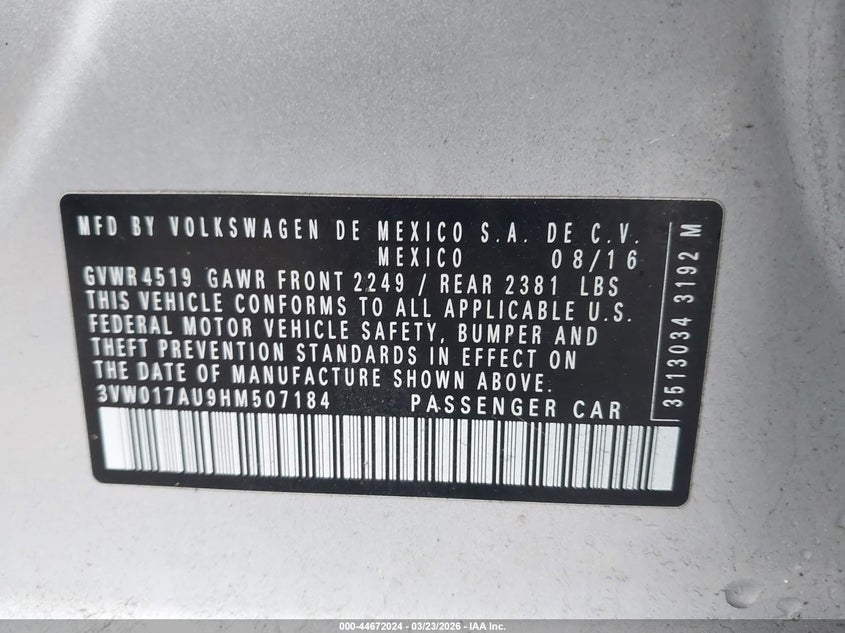 MFD BY VOLKSWAGEN DE MEXICO S.A. DE C.V.
MEXICO 08/16
GVWR 4519 GAWR FRONT 2249 / REAR 2381 LBS
THIS VEHICLE CONFORMS TO ALL APPLICABLE U.S.
FEDERAL MOTOR VEHICLE SAFETY, BUMPER AND
THEFT PREVENTION STANDARDS IN EFFECT ON
THE DATE OF MANUFACTURE SHOWN ABOVE.
3VW017AU9HM507184 PASSENGER CAR
3513034 3192 M
000-44672024 - 03/23/2026 - IAA Inc.